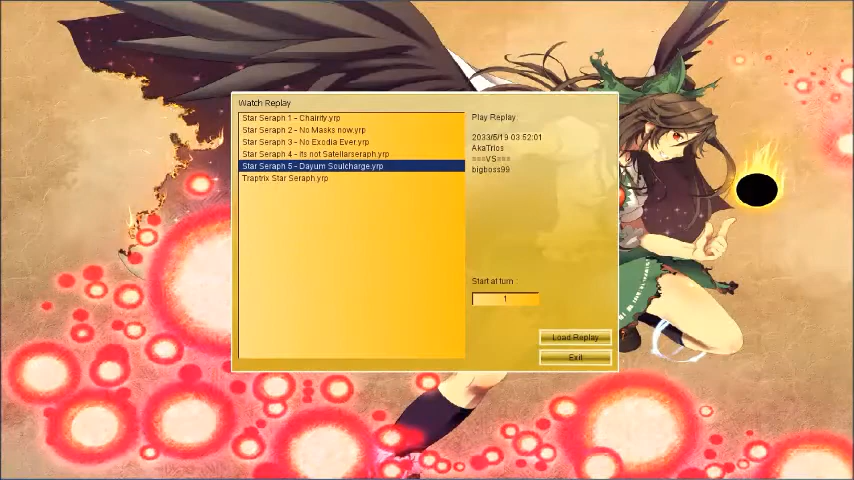 Watch Replay
Star Seraph 1 - Chairity.yrp
Star Seraph 2 - No Masks now.yrp
Star Seraph 3 - No Exodia Ever.yrp
Star Seraph 4 - its not Satellarseraph.yrp
Star Seraph 5 - Dayum Soulcharge.yrp
Traptrix Star Seraph.yrp
Play Replay
2033/5/19 03:52:01
AkaTrios
===VS===
bigboss99
Start at turn :
1
Load Replay
Exit